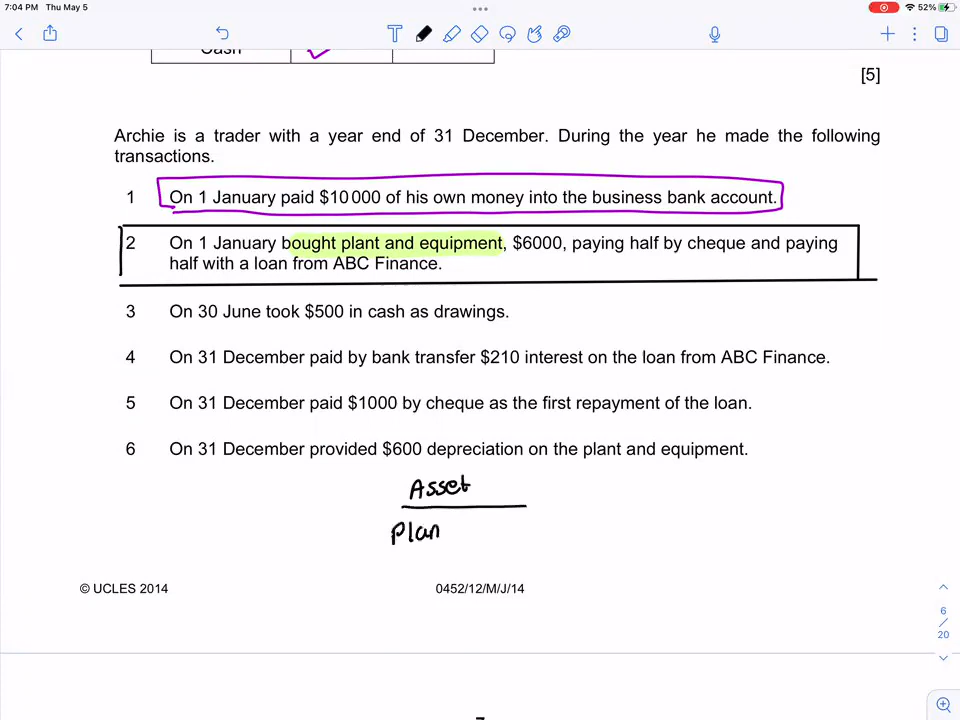 7:04 PM Thu May 5
52%
Cash
[5]
Archie is a trader with a year end of 31 December. During the year he made the following
transactions.
1 On 1 January paid $10 000 of his own money into the business bank account.
2 On 1 January bought plant and equipment, $6000, paying half by cheque and paying
half with a loan from ABC Finance.
3 On 30 June took $500 in cash as drawings.
4 On 31 December paid by bank transfer $210 interest on the loan from ABC Finance.
5 On 31 December paid $1000 by cheque as the first repayment of the loan.
6 On 31 December provided $600 depreciation on the plant and equipment.
Asset
Plan
© UCLES 2014 0452/12/M/J/14
6
/
20